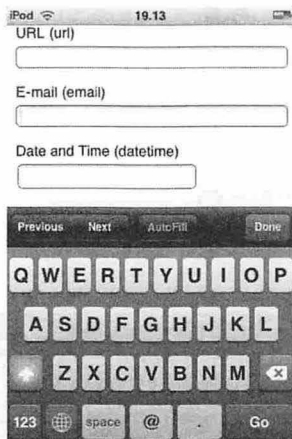 iPod 19.13
URL (url)
E-mail (email)
Date and Time (datetime)
Previous Next AutoFill Done
Q W E R T Y U I O P
A S D F G H J K L
Z X C V B N M
123 space @ . Go